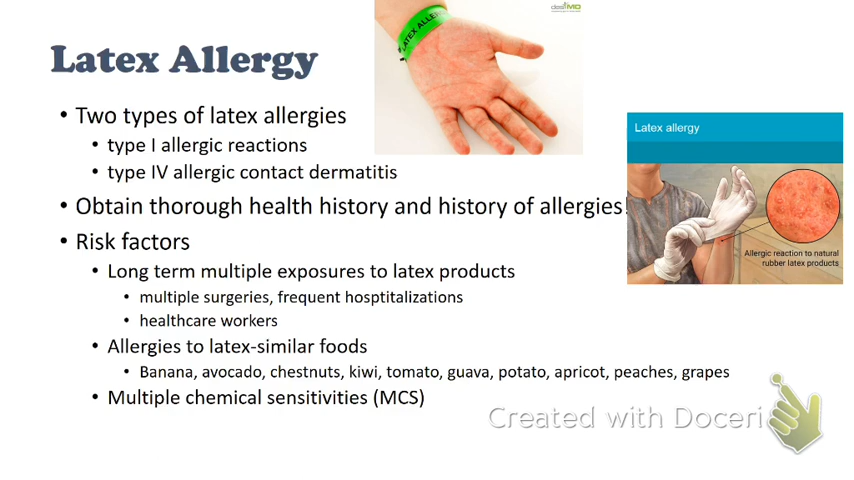 Latex Allergy
• Two types of latex allergies
• type I allergic reactions
• type IV allergic contact dermatitis
• Obtain thorough health history and history of allergies!
• Risk factors
• Long term multiple exposures to latex products
• multiple surgeries, frequent hosptitalizations
• healthcare workers
• Allergies to latex-similar foods
• Banana, avocado, chestnuts, kiwi, tomato, guava, potato, apricot, peaches, grapes
• Multiple chemical sensitivities (MCS)
LATEX ALLER
Latex allergy
Allergic reaction to natural
rubber latex products
Created with Doceri